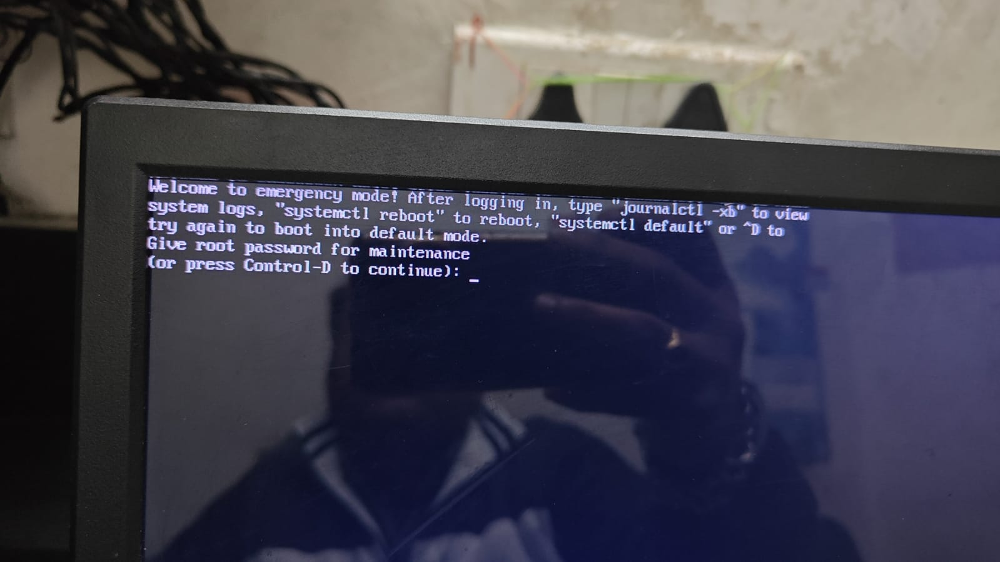 Welcome to emergency mode! After logging in, type "journalctl -xb" to view
system logs, "systemctl reboot" to reboot, "systemctl default" or ^D to
try again to boot into default mode.
Give root password for maintenance
(or press Control-D to continue): _